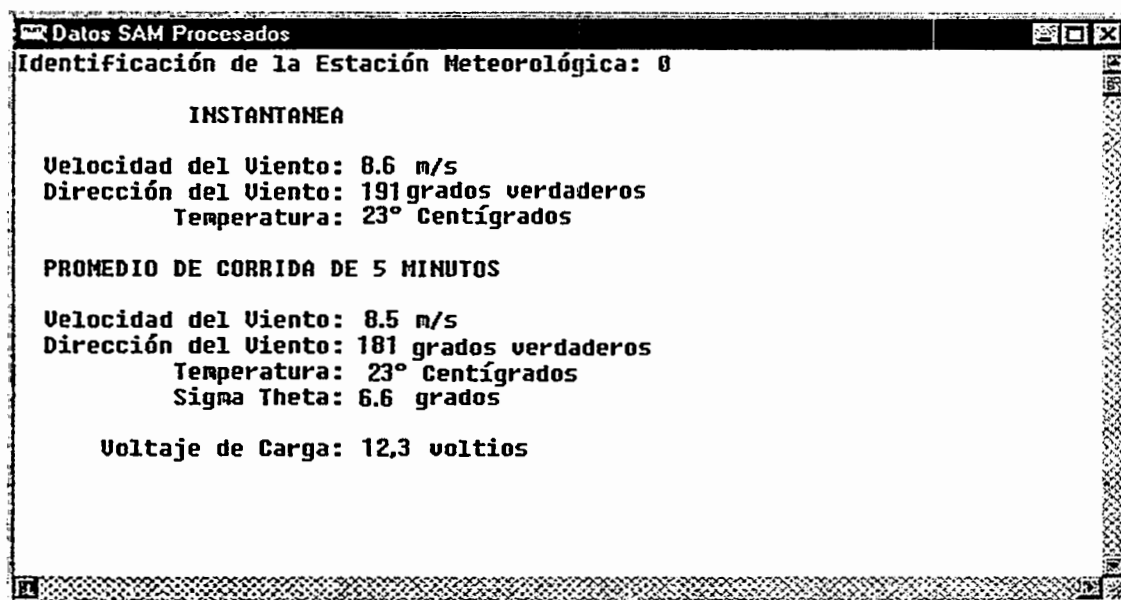 Datos SAM Procesados
Identificación de la Estación Meteorológica: 0
INSTANTANEA
Velocidad del Viento: 8.6 m/s
Dirección del Viento: 191 grados verdaderos
Temperatura: 23° Centígrados
PROMEDIO DE CORRIDA DE 5 MINUTOS
Velocidad del Viento: 8.5 m/s
Dirección del Viento: 181 grados verdaderos
Temperatura: 23° Centígrados
Sigma Theta: 6.6 grados
Voltaje de Carga: 12,3 voltios